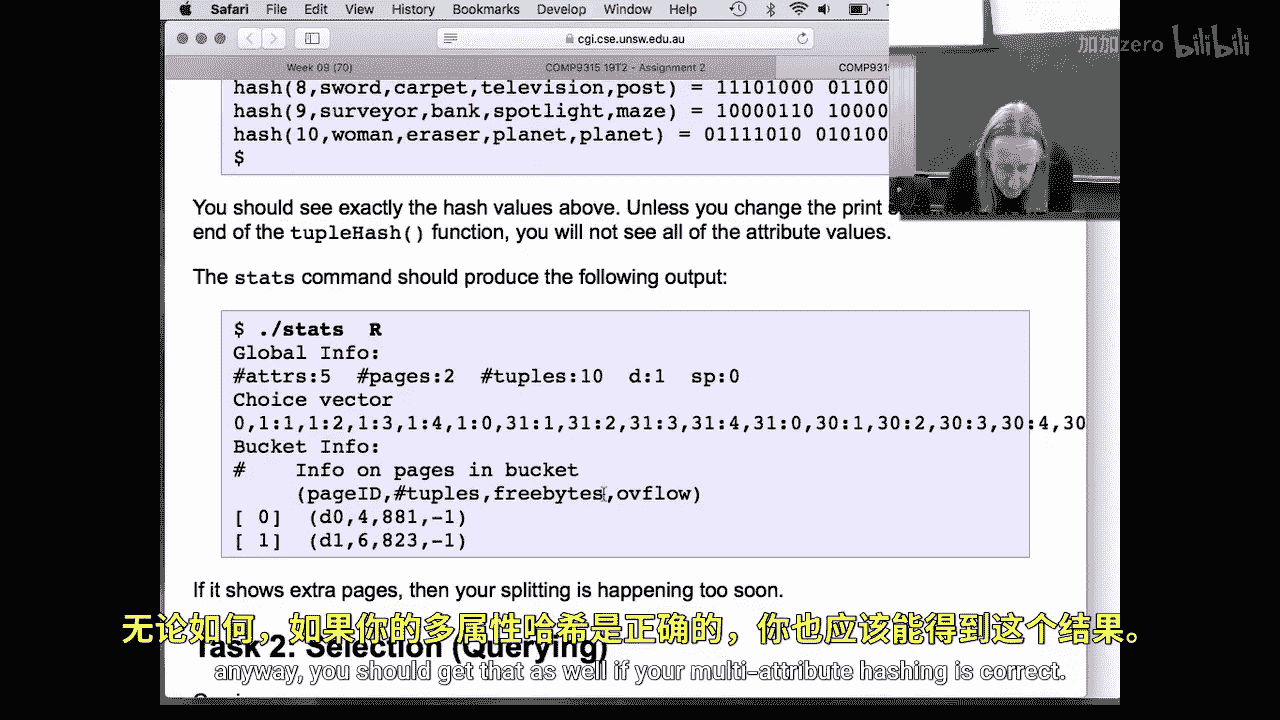 Safari File Edit View History Bookmarks Develop Window Help
加加zero bilibili
cgi.cse.unsw.edu.au
Week 09 (70) COMP9315 19T2 - Assignment 2 COMP931
hash(8,sword,carpet,television,post) = 11101000 01100
hash(9,surveyor,bank,spotlight,maze) = 10000110 10000
hash(10,woman,eraser,planet,planet) = 01111010 010100
$
You should see exactly the hash values above. Unless you change the print
end of the tupleHash() function, you will not see all of the attribute values.
The stats command should produce the following output:
$ ./stats R
Global Info:
#attrs:5 #pages:2 #tuples:10 d:1 sp:0
Choice vector
0,1:1,1:2,1:3,1:4,1:0,31:1,31:2,31:3,31:4,31:0,30:1,30:2,30:3,30:4,30
Bucket Info:
# Info on pages in bucket
(pageID,#tuples,freebytes,ovflow)
[ 0] (d0,4,881,-1)
[ 1] (d1,6,823,-1)
If it shows extra pages, then your splitting is happening too soon.
无论如何，如果你的多属性哈希是正确的，你也应该能得到这个结果。
Task 2: Selection (Querying)
anyway, you should get that as well if your multi-attribute hashing is correct.